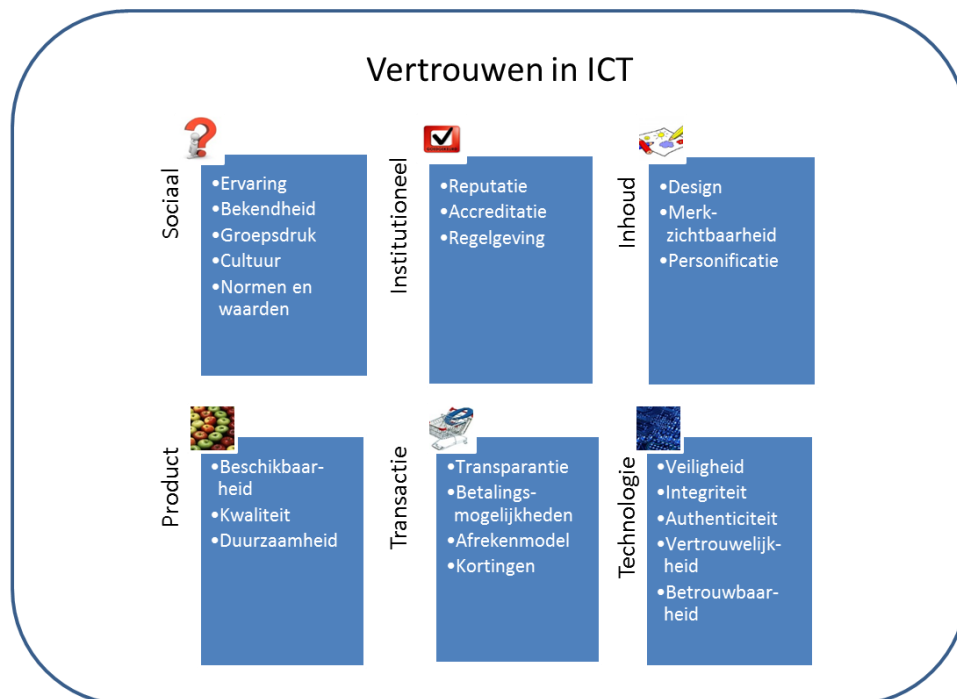 Vertrouwen in ICT
Sociaal
•Ervaring
•Bekendheid
•Groepsdruk
•Cultuur
•Normen en
waarden
Institutioneel
•Reputatie
•Accreditatie
•Regelgeving
Inhoud
•Design
•Merk-
zichtbaarheid
•Personificatie
Product
•Beschikbaar-
heid
•Kwaliteit
•Duurzaamheid
Transactie
•Transparantie
•Betalings-
mogelijkheden
•Afrekenmodel
•Kortingen
Technologie
•Veiligheid
•Integriteit
•Authenticiteit
•Vertrouwelijk-
heid
•Betrouwbaar-
heid